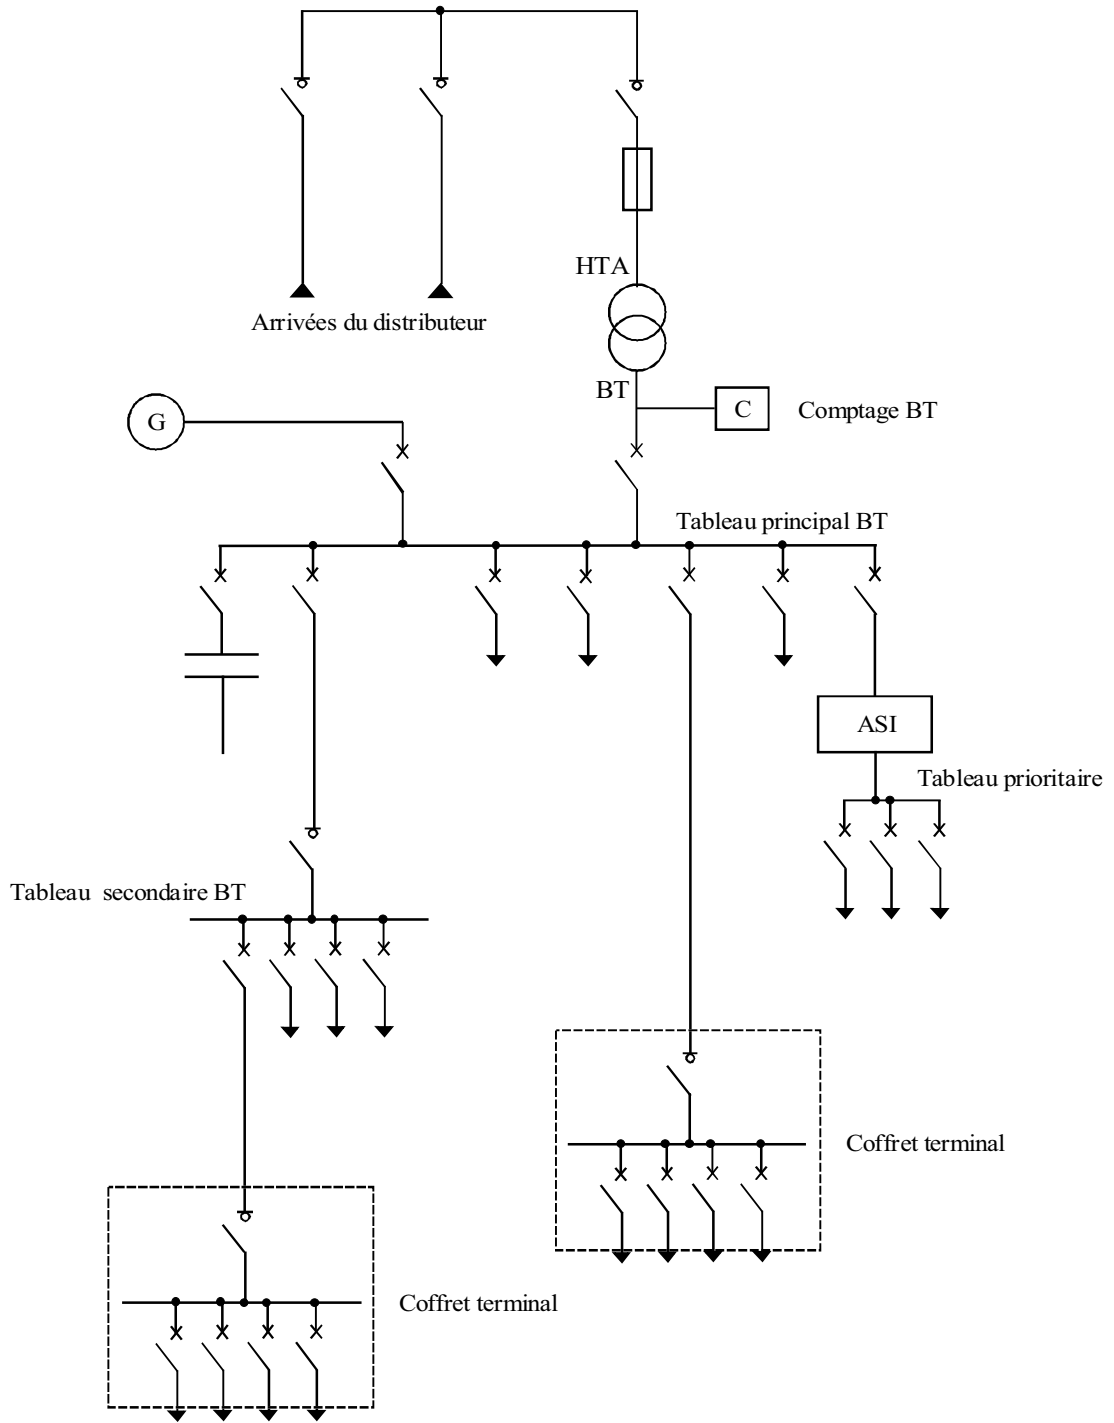 HTA
Arrivées du distributeur
BT
G
C
Comptage BT
Tableau principal BT
ASI
Tableau prioritaire
Tableau secondaire BT
Coffret terminal
Coffret terminal